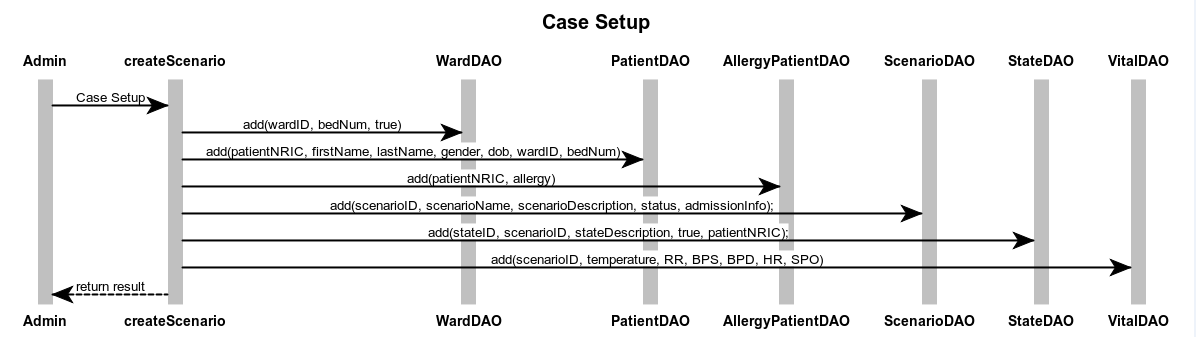 Case Setup
Admin createScenario WardDAO PatientDAO AllergyPatientDAO ScenarioDAO StateDAO VitalDAO
Case Setup
add(wardID, bedNum, true)
add(patientNRIC, firstName, lastName, gender, dob, wardID, bedNum)
add(patientNRIC, allergy)
add(scenarioID, scenarioName, scenarioDescription, status, admissionInfo);
add(stateID, scenarioID, stateDescription, true, patientNRIC);
add(scenarioID, temperature, RR, BPS, BPD, HR, SPO)
return result
Admin createScenario WardDAO PatientDAO AllergyPatientDAO ScenarioDAO StateDAO VitalDAO